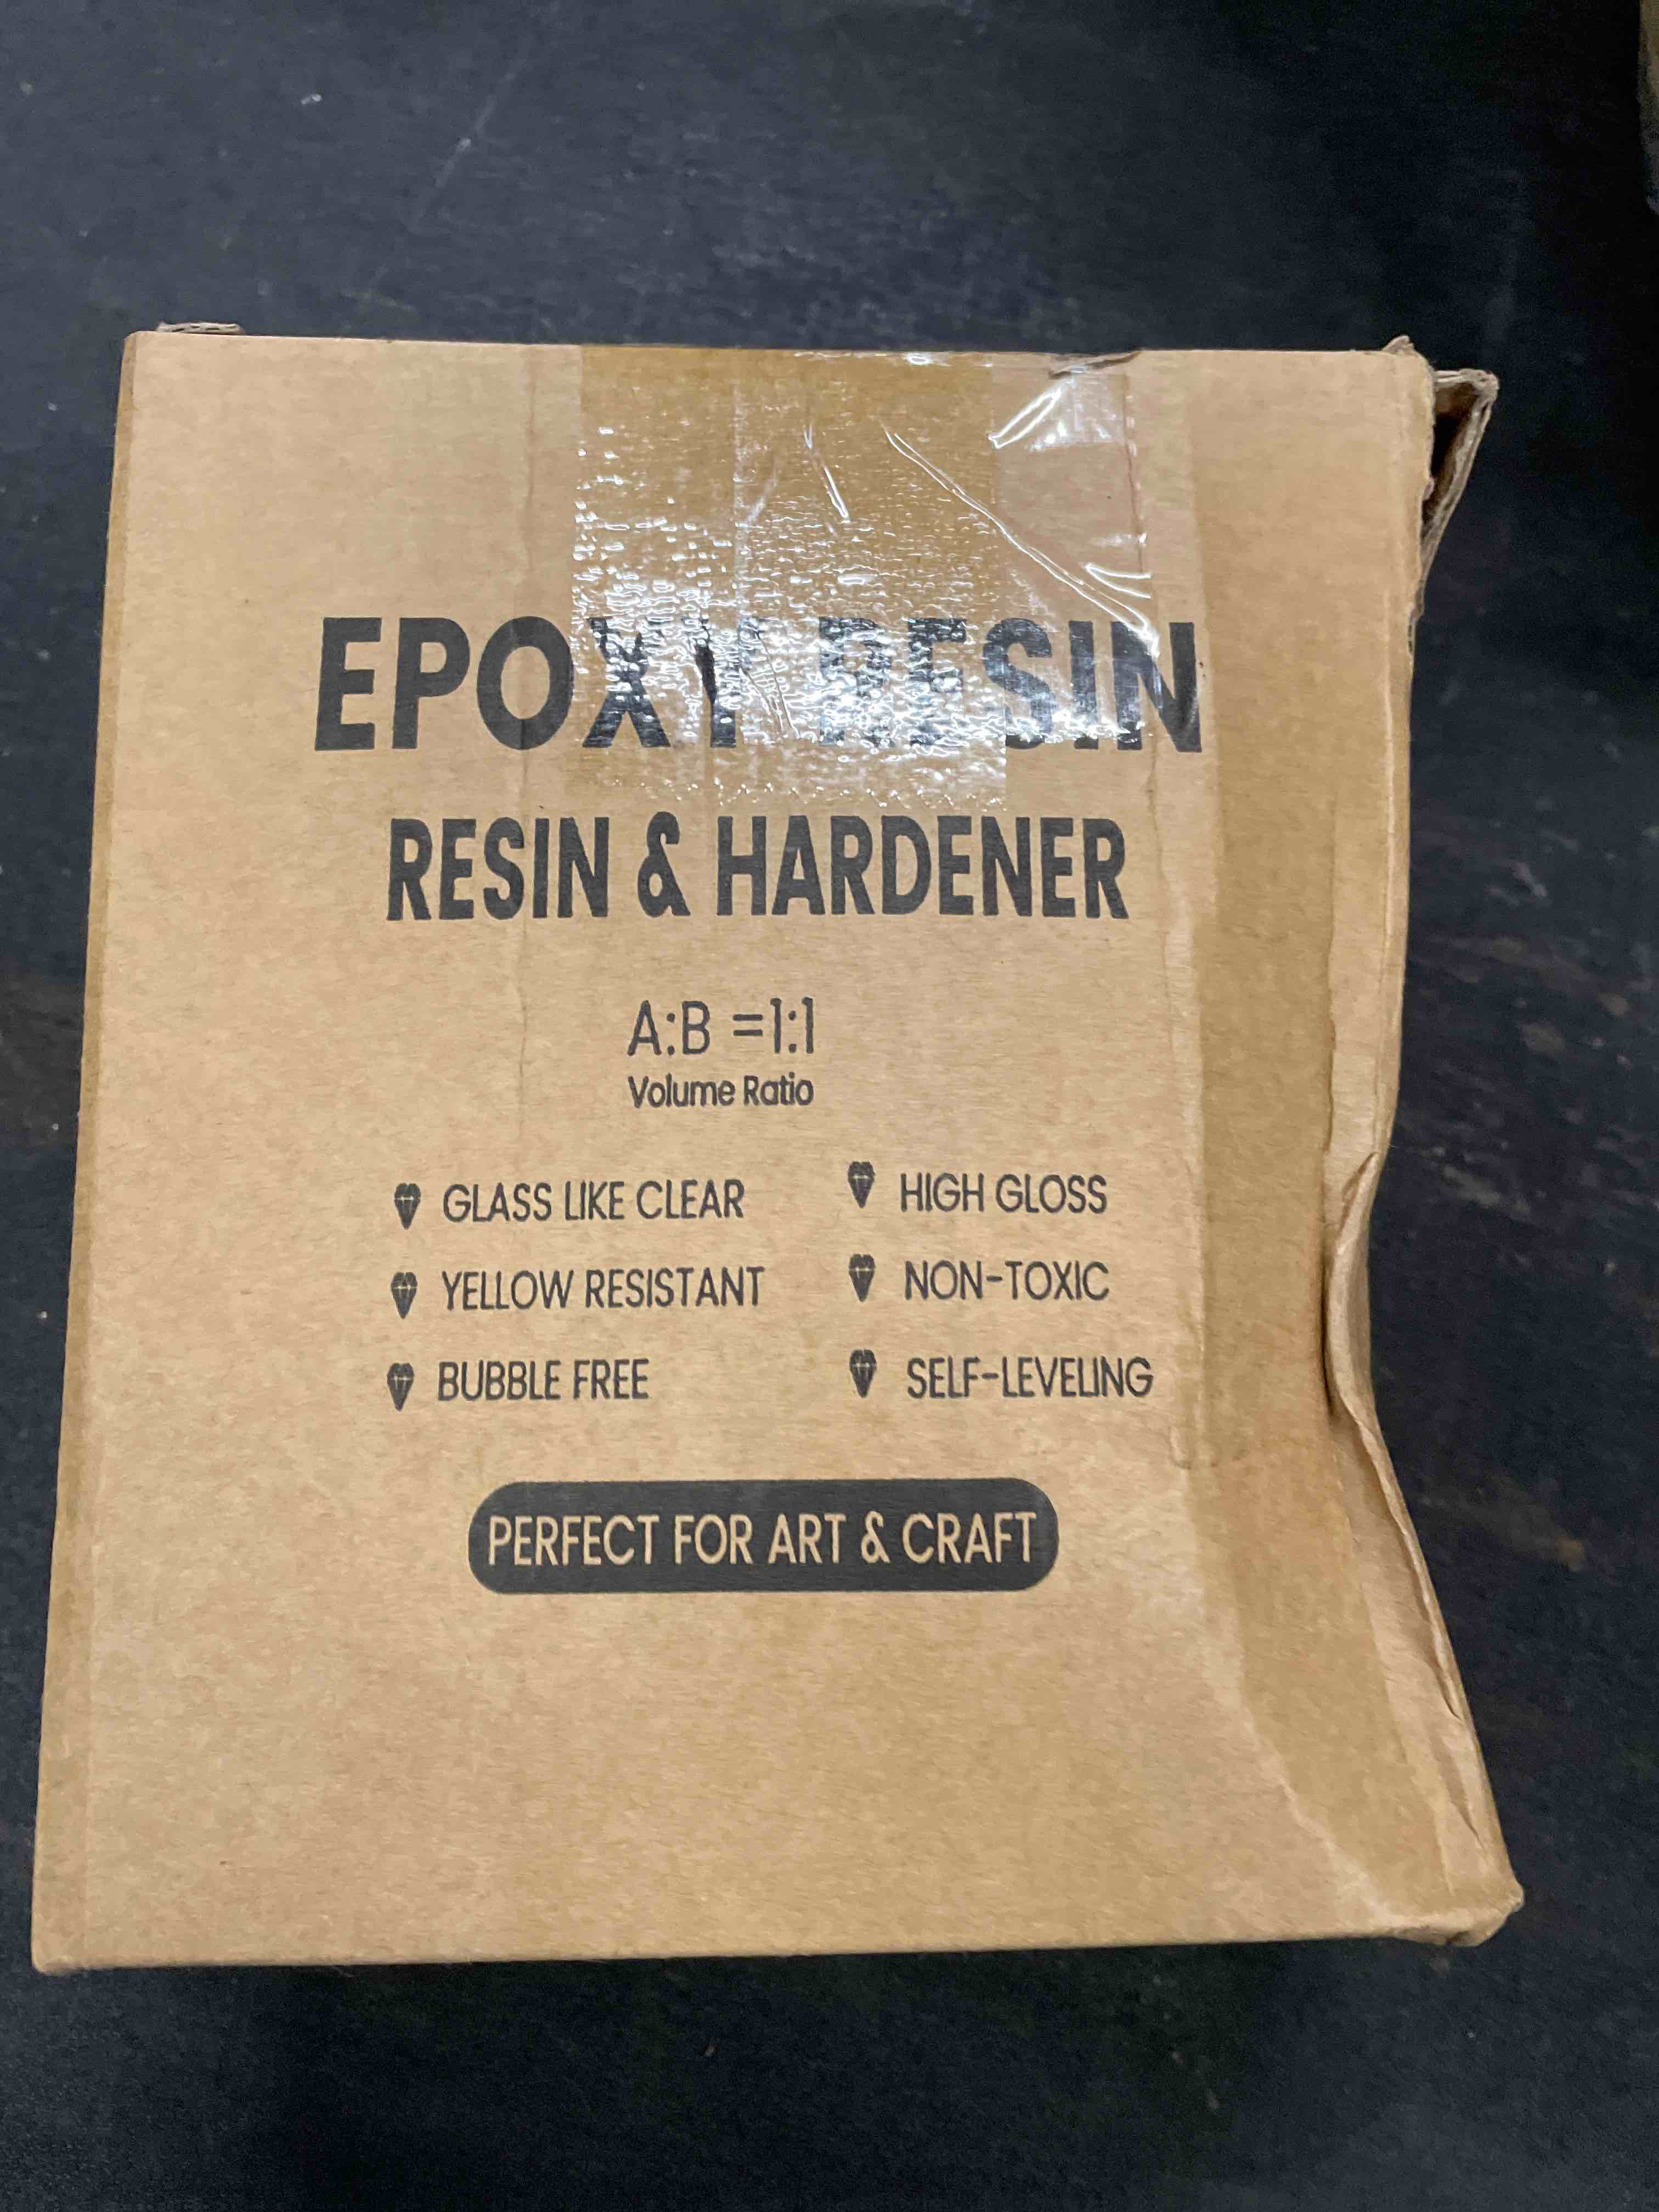 EPOXY RESIN
RESIN & HARDENER
A:B =1:1
Volume Ratio
GLASS LIKE CLEAR
HIGH GLOSS
YELLOW RESISTANT
NON-TOXIC
BUBBLE FREE
SELF-LEVELING
PERFECT FOR ART & CRAFT